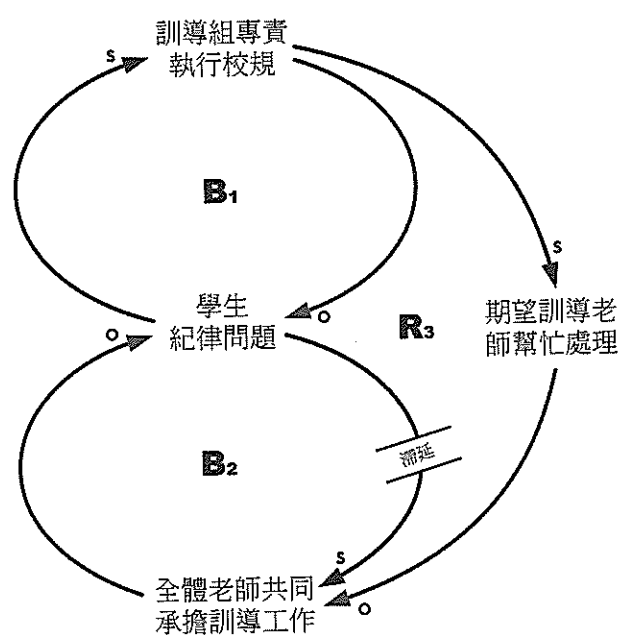 訓導組專責
執行校規
s
B₁
s
學生
紀律問題
o
o
R₃
期望訓導老
師幫忙處理
滯延
B₂
s
全體老師共同
承擔訓導工作
o